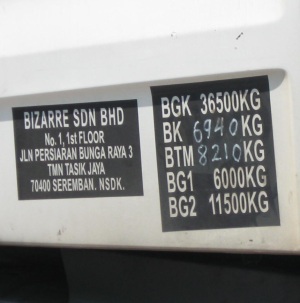 BIZARRE SDN BHD
No. 1, 1st FLOOR
JLN PERSIARAN BUNGA RAYA 3
TMN TASIK JAYA
70400 SEREMBAN. NSDK.
BGK 36500KG
BK 6940KG
BTM 8210KG
BG1 6000KG
BG2 11500KG